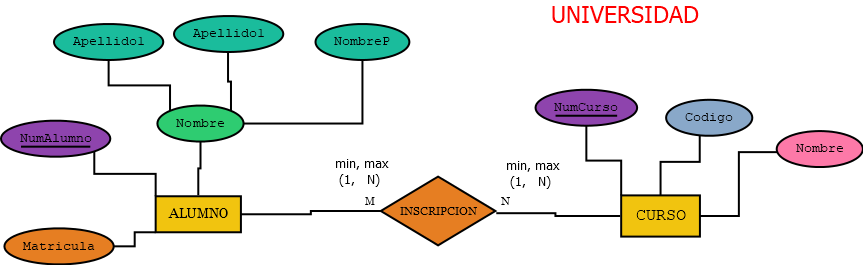 UNIVERSIDAD
Apellido1
Apellido1
NombreP
NumAlumno
Nombre
NumCurso
Codigo
Nombre
min, max
(1, N)
min, max
(1, N)
ALUMNO
M
INSCRIPCION
N
CURSO
Matricula